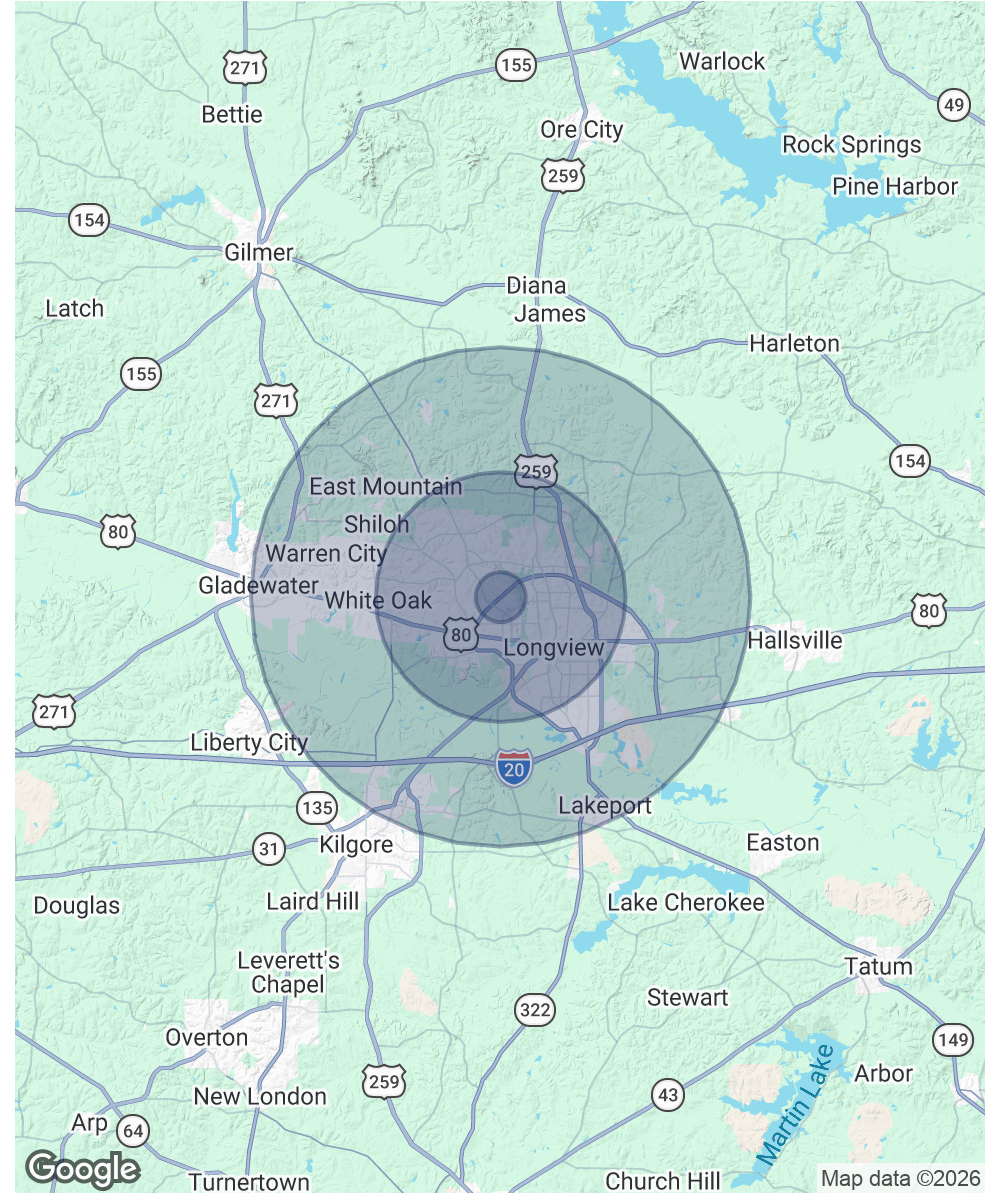 271
155
Warlock
Bettie
49
Ore City
Rock Springs
259
Pine Harbor
154
Gilmer
Diana
James
Latch
Harleton
155
271
154
259
East Mountain
Shiloh
80
Warren City
Gladewater
White Oak
80
80
Longview
Hallsville
271
Liberty City
20
135
Lakeport
31
Kilgore
Easton
Douglas
Laird Hill
Lake Cherokee
Leverett's
Chapel
Tatum
Stewart
322
Overton
149
Martin Lake
Arbor
259
New London
43
Arp
64
Google
Turnertown
Church Hill
Map data ©2026